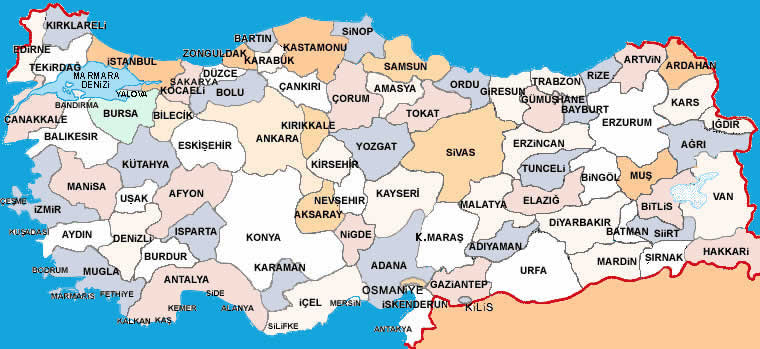 KIRKLARELİ
EDİRNE
TEKİRDAĞ
İSTANBUL
MARMARA
DENİZİ
YALOVA
KOCAELİ
SAKARYA
DÜZCE
BOLU
ZONGULDAK
BARTIN
KARABÜK
KASTAMONU
SİNOP
ÇANKIRI
SAMSUN
AMASYA
ÇORUM
TOKAT
ORDU
GİRESUN
TRABZON
GÜMÜŞHANE
RİZE
BAYBURT
ARTVİN
ARDAHAN
KARS
IĞDIR
ERZURUM
AĞRI
ÇANAKKALE
BANDIRMA
BALIKESİR
BURSA
BİLECİK
ESKİŞEHİR
ANKARA
KIRIKKALE
YOZGAT
SİVAS
ERZİNCAN
TUNCELİ
BİNGÖL
MUŞ
BİTLİS
VAN
KÜTAHYA
MANİSA
UŞAK
AFYON
KIRŞEHİR
NEVŞEHİR
AKSARAY
KAYSERİ
MALATYA
ELAZIĞ
DİYARBAKIR
BATMAN
SİİRT
ŞIRNAK
HAKKARİ
ÇEŞME
İZMİR
KUŞADASI
AYDIN
DENİZLİ
ISPARTA
BURDUR
KONYA
NİĞDE
K.MARAŞ
ADIYAMAN
URFA
MARDİN
BODRUM
MUGLA
MARMARİS
FETHİYE
ANTALYA
KALKAN
KAŞ
KEMER
SİDE
ALANYA
KARAMAN
İÇEL
SİLİFKE
MERSİN
ADANA
OSMANİYE
İSKENDERUN
ANTAKYA
GAZİANTEP
KİLİS